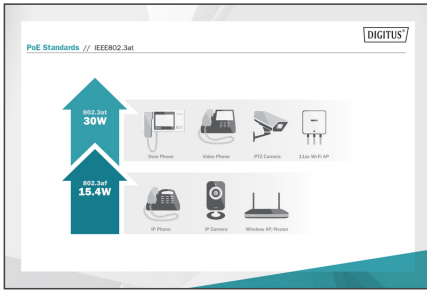 DIGITUS®
PoE Standards // IEEE802.3at
802.3at
30W
Door Phone Video Phone PTZ Camera 11ac Wi-Fi AP
802.3af
15.4W
IP Phone IP Camera Wireless AP/Router